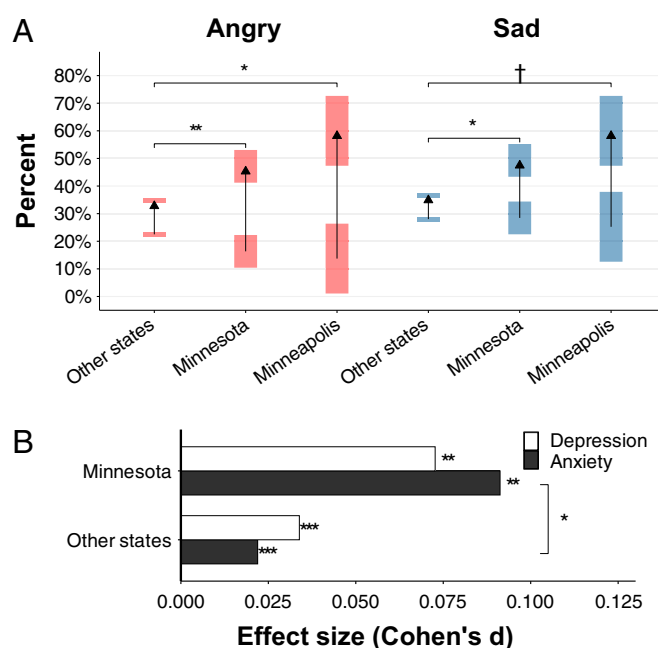 A
Angry
Sad
Percent
80%
70%
60%
50%
40%
30%
20%
10%
0%
*
**
†
*
Other states
Minnesota
Minneapolis
Other states
Minnesota
Minneapolis
B
Depression
Anxiety
Minnesota
**
**
Other states
***
***
*
0.000
0.025
0.050
0.075
0.100
0.125
Effect size (Cohen's d)